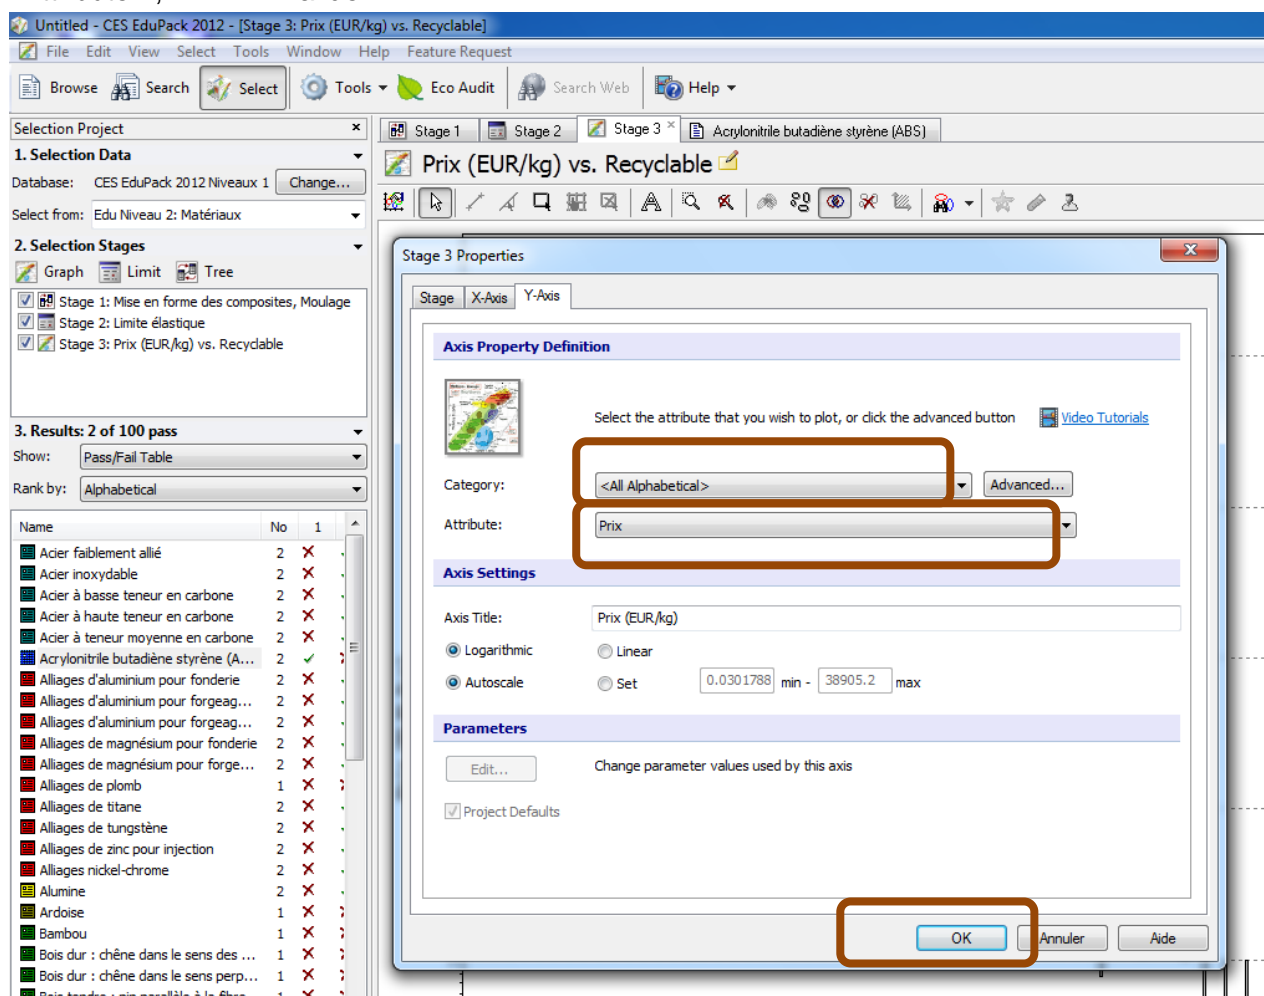 Untitled - CES EduPack 2012 - [Stage 3: Prix (EUR/kg) vs. Recyclable]
File Edit View Select Tools Window Help Feature Request
Browse Search Select Tools Eco Audit Search Web Help
Selection Project
Stage 1 Stage 2 Stage 3 Acrylonitrile butadiène styrène (ABS)
1. Selection Data
Prix (EUR/kg) vs. Recyclable
Database: CES EduPack 2012 Niveaux 1 Change...
Select from: Edu Niveau 2: Matériaux
2. Selection Stages
Graph Limit Tree
Stage 1: Mise en forme des composites, Moulage
Stage 2: Limite élastique
Stage 3: Prix (EUR/kg) vs. Recyclable
3. Results: 2 of 100 pass
Show: Pass/Fail Table
Rank by: Alphabetical
Name No 1
Acier faiblement allié 2
Acier inoxydable 2
Acier à basse teneur en carbone 2
Acier à haute teneur en carbone 2
Acier à teneur moyenne en carbone 2
Acrylonitrile butadiène styrène (A... 2
Alliages d'aluminium pour fonderie 2
Alliages d'aluminium pour forgeag... 2
Alliages d'aluminium pour forgeag... 2
Alliages de magnésium pour fonderie 2
Alliages de magnésium pour forge... 2
Alliages de plomb 1
Alliages de titane 2
Alliages de tungstène 2
Alliages de zinc pour injection 2
Alliages nickel-chrome 2
Alumine 2
Ardoise 1
Bambou 1
Bois dur : chêne dans le sens des ... 1
Bois dur : chêne dans le sens perp... 1
Stage 3 Properties
Stage X-Axis Y-Axis
Axis Property Definition
Select the attribute that you wish to plot, or click the advanced button Video Tutorials
Category: <All Alphabetical> Advanced...
Attribute: Prix
Axis Settings
Axis Title: Prix (EUR/kg)
Logarithmic Linear
Autoscale Set 0.0301788 min - 38905.2 max
Parameters
Edit... Change parameter values used by this axis
Project Defaults
OK Annuler Aide